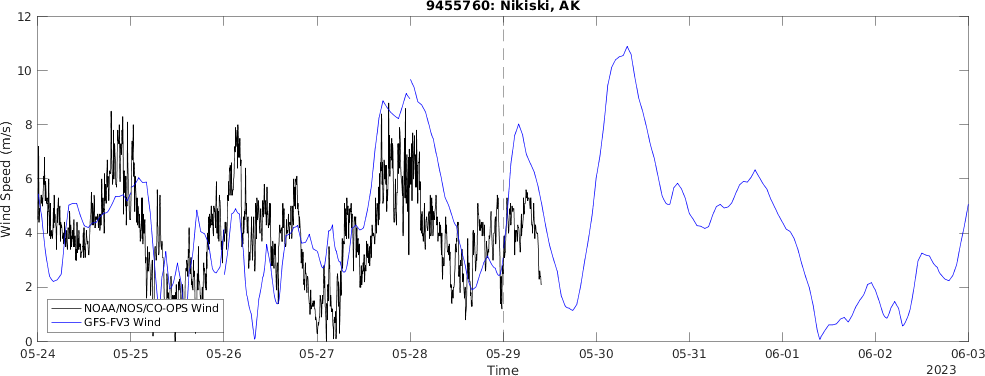 9455760: Nikiski, AK
12
10
8
6
4
2
0
Wind Speed (m/s)
NOAA/NOS/CO-OPS Wind
GFS-FV3 Wind
05-24 05-25 05-26 05-27 05-28 05-29 05-30 05-31 06-01 06-02 06-03
Time
2023